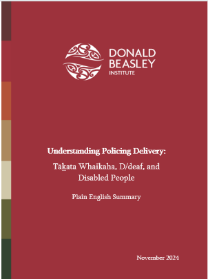 DONALD
BEASLEY
INSTITUTE
Understanding Policing Delivery:
Tāngata Whaikaha, D/deaf, and
Disabled People
Plain English Summary
November 2024